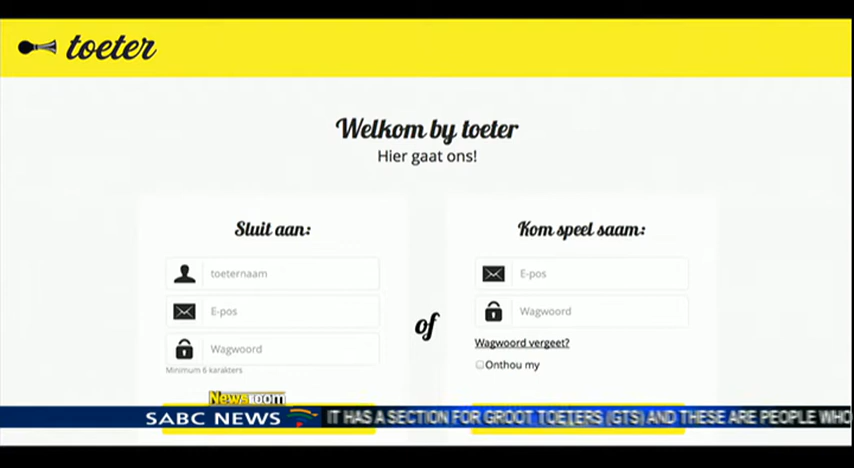 toeter
Welkom by toeter
Hier gaat ons!
Sluit aan:
toeternaam
E-pos
Wagwoord
Minimum 6 karakters
of
Kom speel saam:
E-pos
Wagwoord
Wagwoord vergeet?
Onthou my
News.com
SABC NEWS
IT HAS A SECTION FOR GROOT TOETERS (GTS) AND THESE ARE PEOPLE WHO